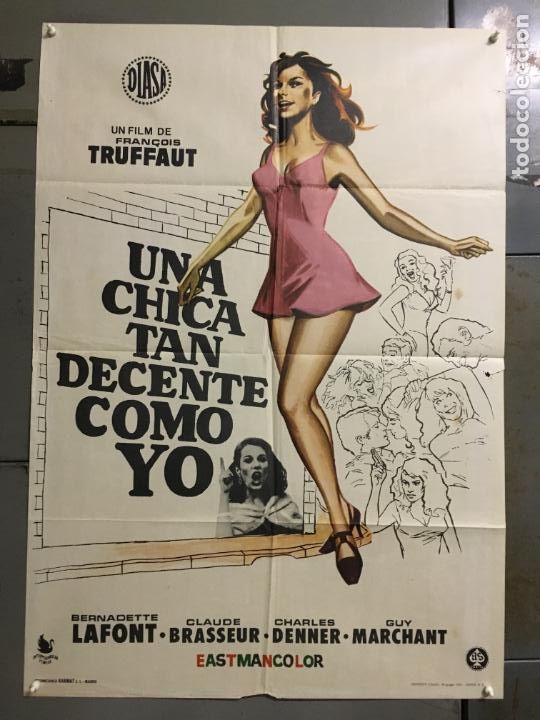 DIASA
UN FILM DE
FRANÇOIS
TRUFFAUT
UNA
CHICA
TAN
DECENTE
COMO
YO
BERNADETTE
LAFONT·
CLAUDE
BRASSEUR·
CHARLES
DENNER·
GUY
MARCHANT
EASTMANCOLOR
todocoleccion